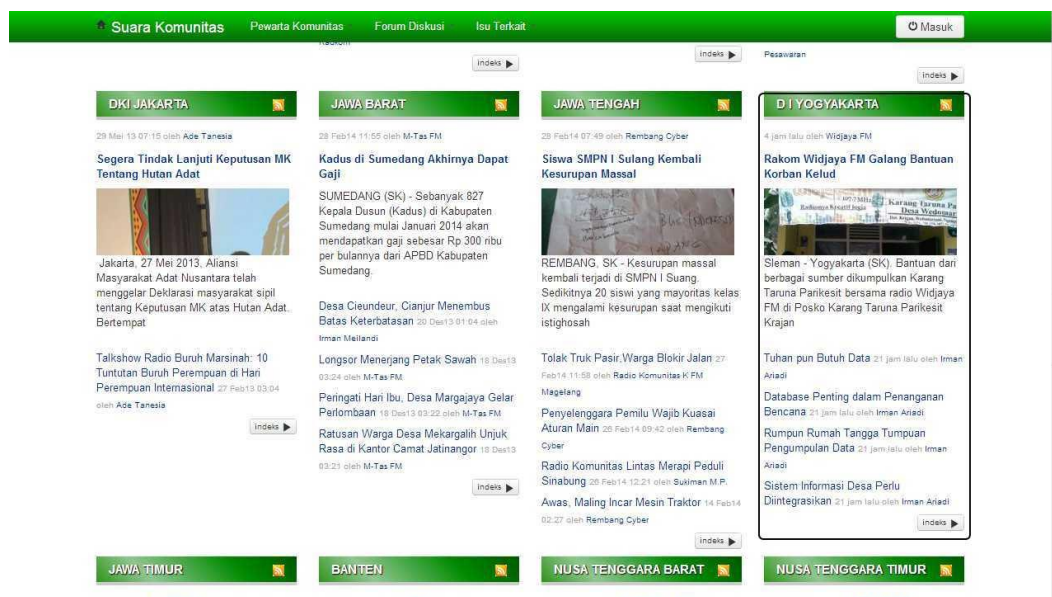 Suara Komunitas Pewarta Komunitas Forum Diskusi Isu Terkait Masuk
Radkom
indeks
indeks
Pesawaran
indeks
DKI JAKARTA
29 Mei 13 07:15 oleh Ade Tanesia
Segera Tindak Lanjuti Keputusan MK
Tentang Hutan Adat
Jakarta, 27 Mei 2013, Aliansi
Masyarakat Adat Nusantara telah
menggelar Deklarasi masyarakat sipil
tentang Keputusan MK atas Hutan Adat.
Bertempat
Talkshow Radio Buruh Marsinah: 10
Tuntutan Buruh Perempuan di Hari
Perempuan Internasional 27 Feb13 03:04
oleh Ade Tanesia
indeks
JAWA BARAT
28 Feb14 11:55 oleh M-Tas FM
Kadus di Sumedang Akhirnya Dapat
Gaji
SUMEDANG (SK) - Sebanyak 827
Kepala Dusun (Kadus) di Kabupaten
Sumedang mulai Januari 2014 akan
mendapatkan gaji sebesar Rp 300 ribu
per bulannya dari APBD Kabupaten
Sumedang.
Desa Cieundeur, Cianjur Menembus
Batas Keterbatasan 20 Des13 01:04 oleh
Irman Meilandi
Longsor Menerjang Petak Sawah 18 Des13
03:24 oleh M-Tas FM
Peringati Hari Ibu, Desa Margajaya Gelar
Perlombaan 18 Des13 03:22 oleh M-Tas FM
Ratusan Warga Desa Mekargalih Unjuk
Rasa di Kantor Camat Jatinangor 18 Des13
03:21 oleh M-Tas FM
indeks
JAWA TENGAH
28 Feb14 07:49 oleh Rembang Cyber
Siswa SMPN I Sulang Kembali
Kesurupan Massal
REMBANG, SK - Kesurupan massal
kembali terjadi di SMPN I Suang.
Sedikitnya 20 siswi yang mayoritas kelas
IX mengalami kesurupan saat mengikuti
istighosah
Tolak Truk Pasir,Warga Blokir Jalan 27
Feb14 11:58 oleh Radio Komunitas K FM
Magelang
Penyelenggara Pemilu Wajib Kuasai
Aturan Main 26 Feb14 09:42 oleh Rembang
Cyber
Radio Komunitas Lintas Merapi Peduli
Sinabung 26 Feb14 12:21 oleh Sukiman M.P.
Awas, Maling Incar Mesin Traktor 14 Feb14
02:27 oleh Rembang Cyber
indeks
D I YOGYAKARTA
4 jam lalu oleh Widjaya FM
Rakom Widjaya FM Galang Bantuan
Korban Kelud
107.7 MHz
Radionya Kreatif Jogja
Karang Taruna Pa
Desa Wedomar
Sleman - Yogyakarta (SK). Bantuan dari
berbagai sumber dikumpulkan Karang
Taruna Parikesit bersama radio Widjaya
FM di Posko Karang Taruna Parikesit
Krajan
Tuhan pun Butuh Data 21 jam lalu oleh Irman
Ariadi
Database Penting dalam Penanganan
Bencana 21 jam lalu oleh Irman Ariadi
Rumpun Rumah Tangga Tumpuan
Pengumpulan Data 21 jam lalu oleh Irman
Ariadi
Sistem Informasi Desa Perlu
Diintegrasikan 21 jam lalu oleh Irman Ariadi
indeks
JAWA TIMUR
BANTEN
NUSA TENGGARA BARAT
NUSA TENGGARA TIMUR